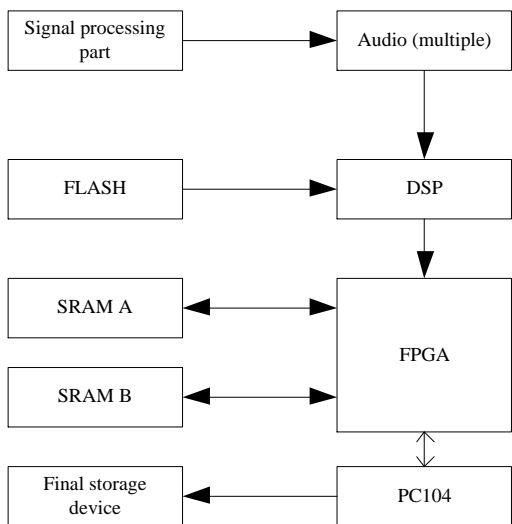 Signal processing
part
Audio (multiple)
FLASH
DSP
SRAM A
FPGA
SRAM B
Final storage
device
PC104